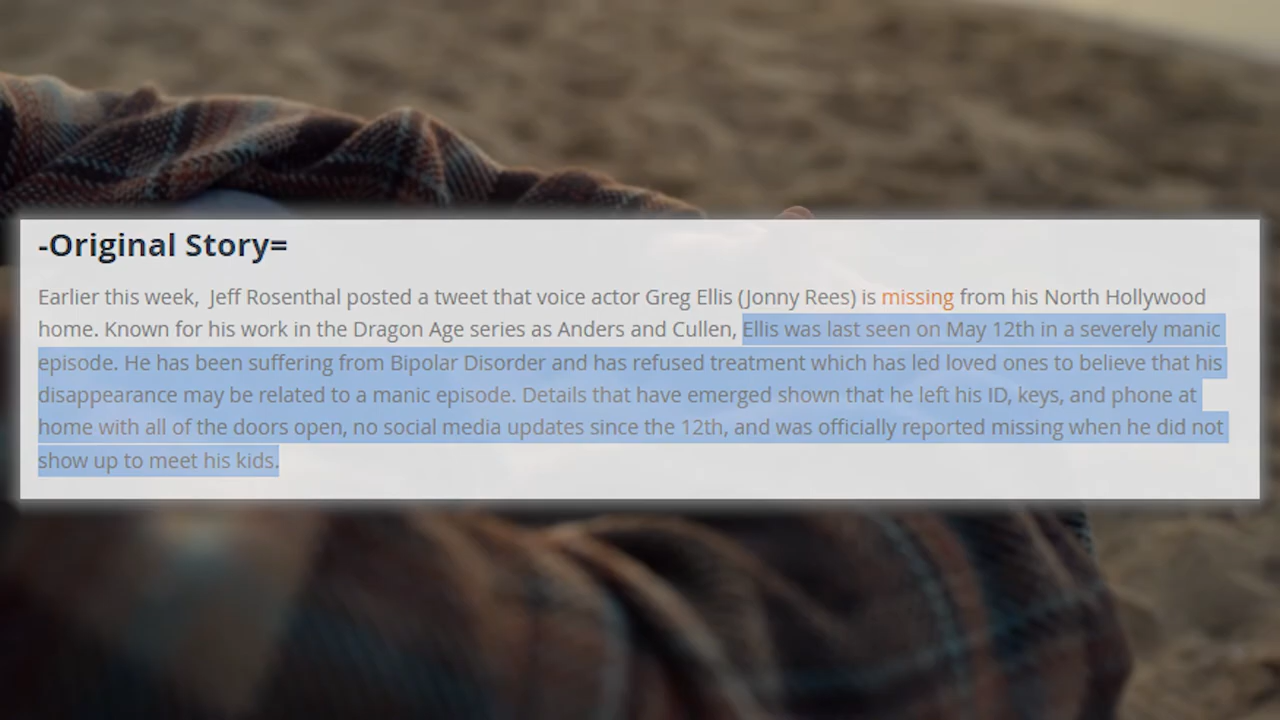 -Original Story=
Earlier this week,  Jeff Rosenthal posted a tweet that voice actor Greg Ellis (Jonny Rees) is missing from his North Hollywood
home. Known for his work in the Dragon Age series as Anders and Cullen, Ellis was last seen on May 12th in a severely manic
episode. He has been suffering from Bipolar Disorder and has refused treatment which has led loved ones to believe that his
disappearance may be related to a manic episode. Details that have emerged shown that he left his ID, keys, and phone at
home with all of the doors open, no social media updates since the 12th, and was officially reported missing when he did not
show up to meet his kids.